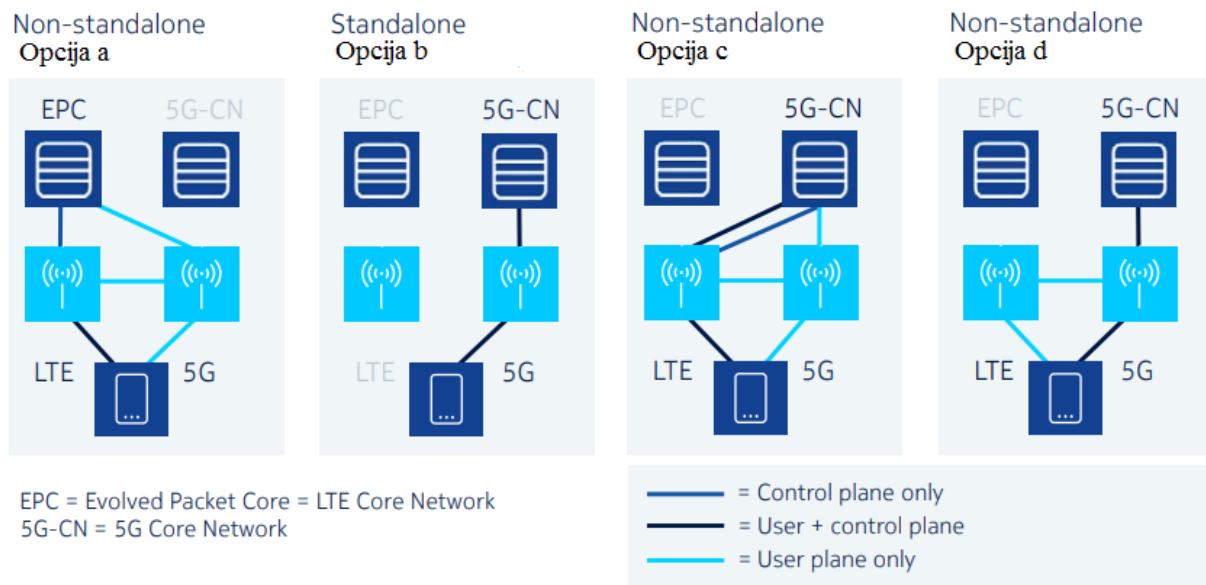 Non-standalone
Opcija a
EPC 5G-CN
LTE 5G
Standalone
Opcija b
EPC 5G-CN
LTE 5G
Non-standalone
Opcija c
EPC 5G-CN
LTE 5G
Non-standalone
Opcija d
EPC 5G-CN
LTE 5G
EPC = Evolved Packet Core = LTE Core Network
5G-CN = 5G Core Network
= Control plane only
= User + control plane
= User plane only